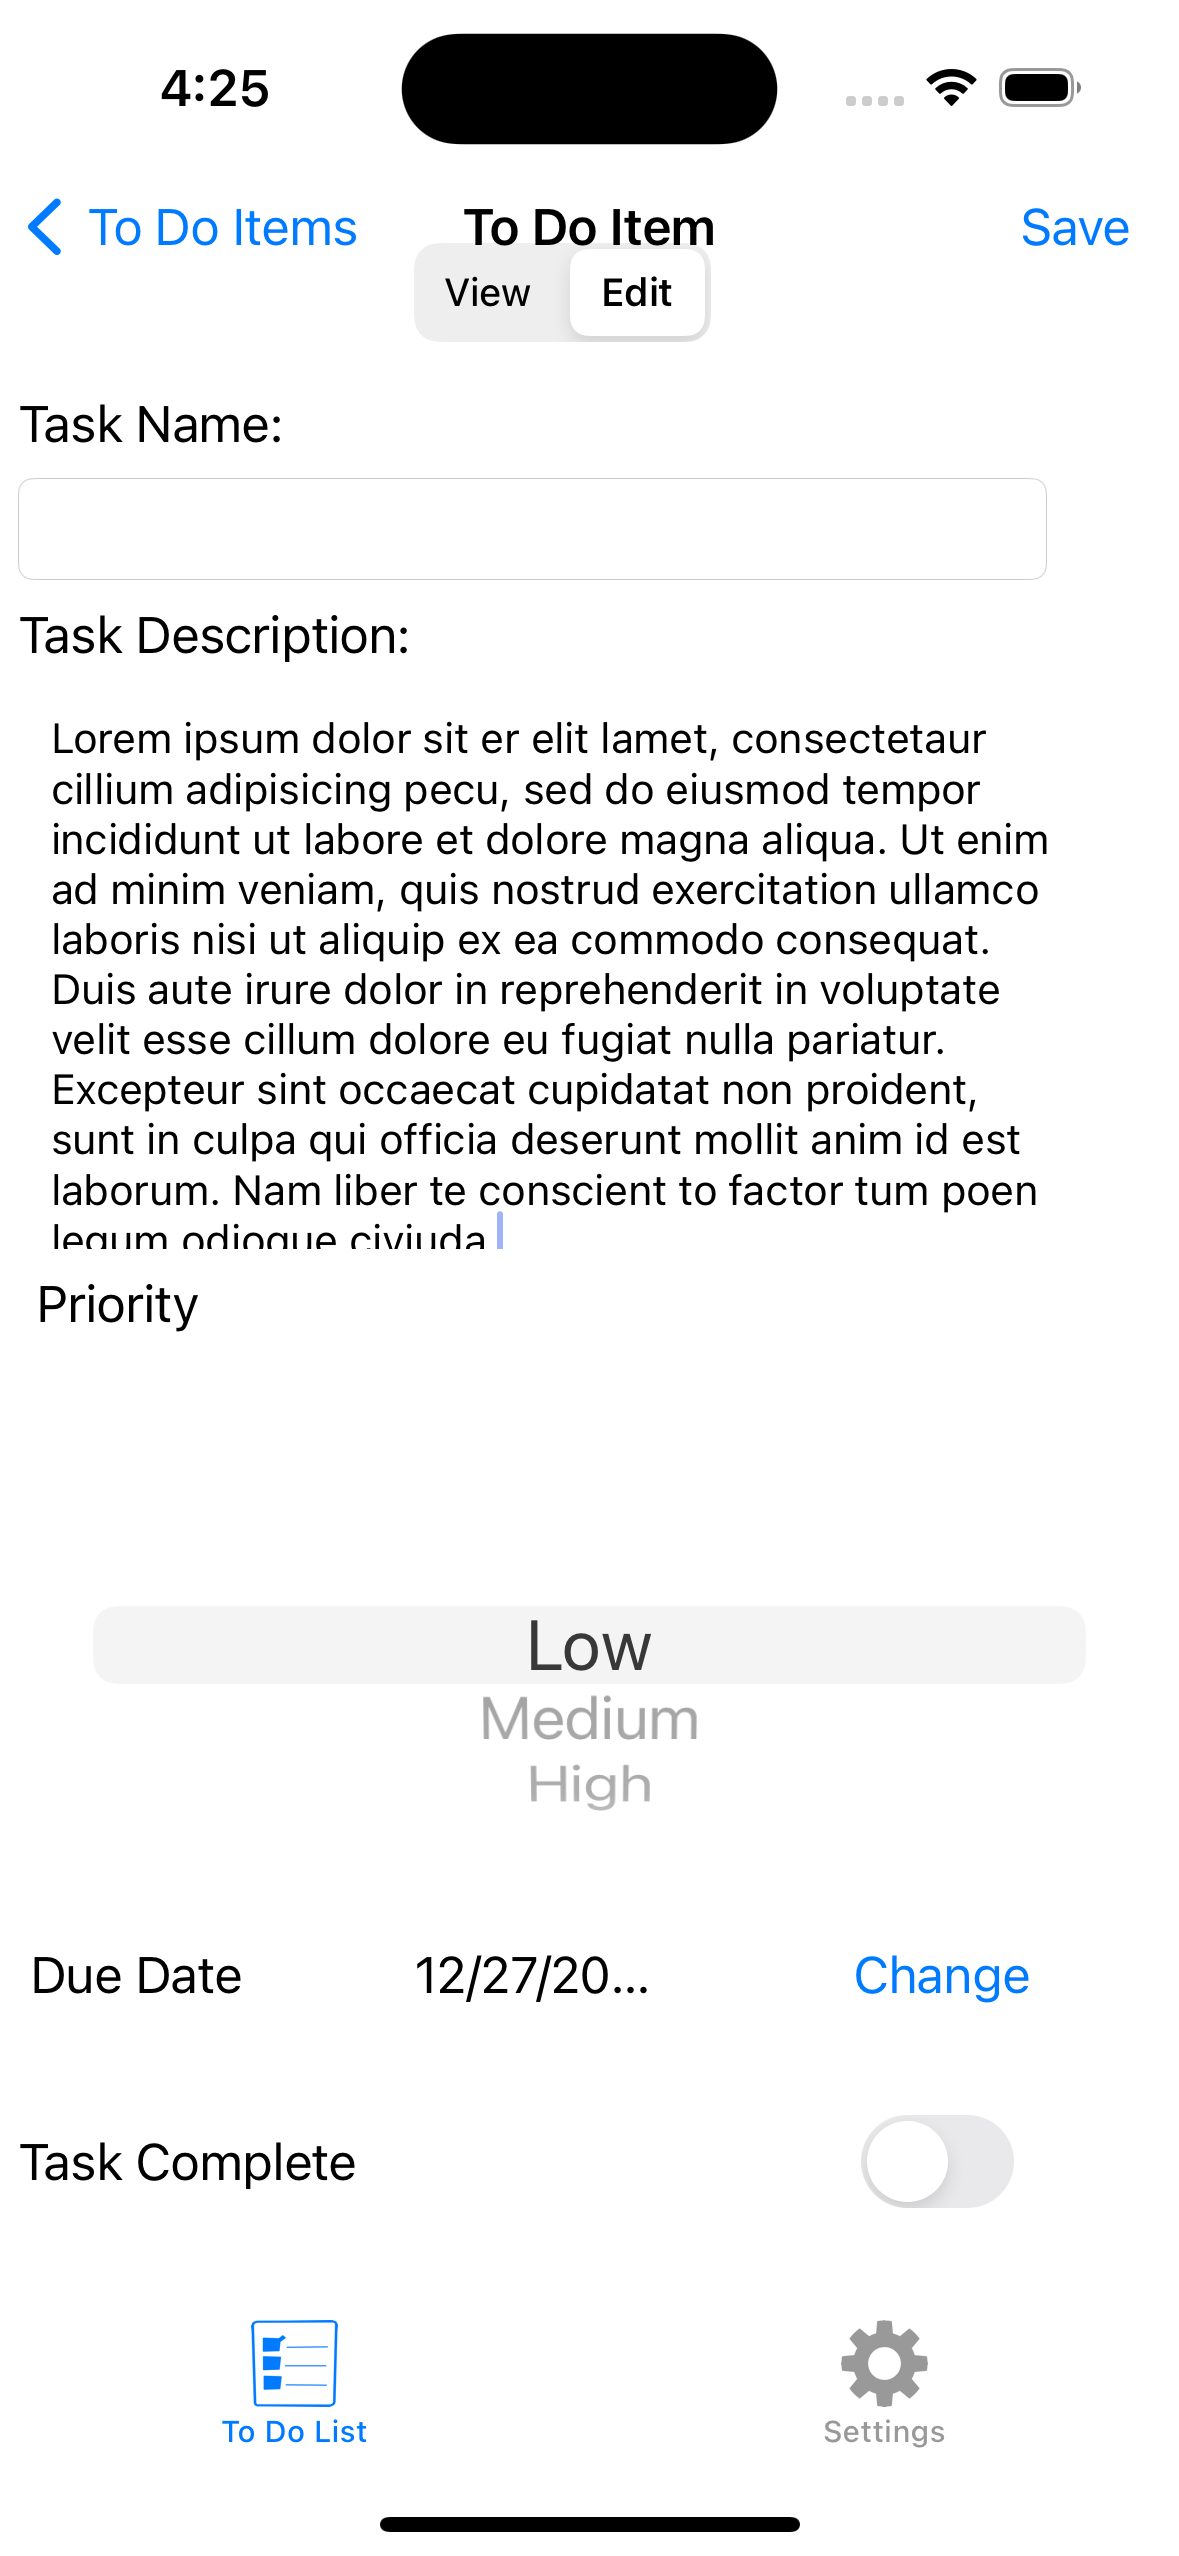 4:25
To Do Items
To Do Item
Save
View
Edit
Task Name:
Task Description:
Lorem ipsum dolor sit er elit lamet, consectetaur
cillium adipisicing pecu, sed do eiusmod tempor
incididunt ut labore et dolore magna aliqua. Ut enim
ad minim veniam, quis nostrud exercitation ullamco
laboris nisi ut aliquip ex ea commodo consequat.
Duis aute irure dolor in reprehenderit in voluptate
velit esse cillum dolore eu fugiat nulla pariatur.
Excepteur sint occaecat cupidatat non proident,
sunt in culpa qui officia deserunt mollit anim id est
laborum. Nam liber te conscient to factor tum poen
legum odioque civiuda
Priority
Low
Medium
High
Due Date 12/27/20... Change
Task Complete
To Do List
Settings